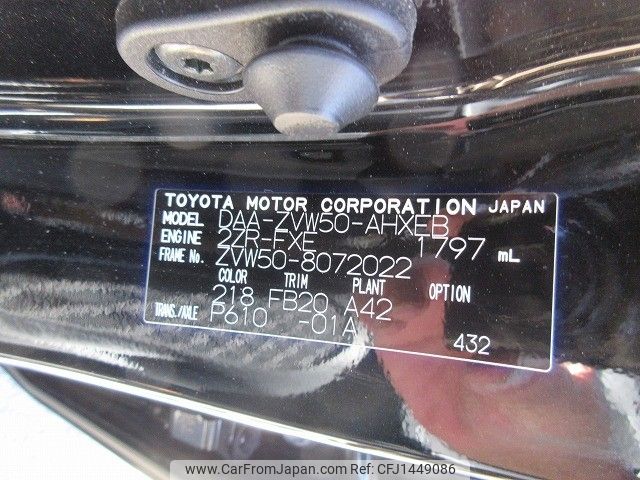 TOYOTA MOTOR CORPORATION JAPAN
MODEL DAA-ZVW50-AHXEB
ENGINE 2ZR-FXE 1797 mL
FRAME No. ZVW50-8072022
COLOR TRIM PLANT OPTION
218 FB20 A42
TRANS./AXLE P610 -01A
432
www.CarFromJapan.com - CFJ1449086